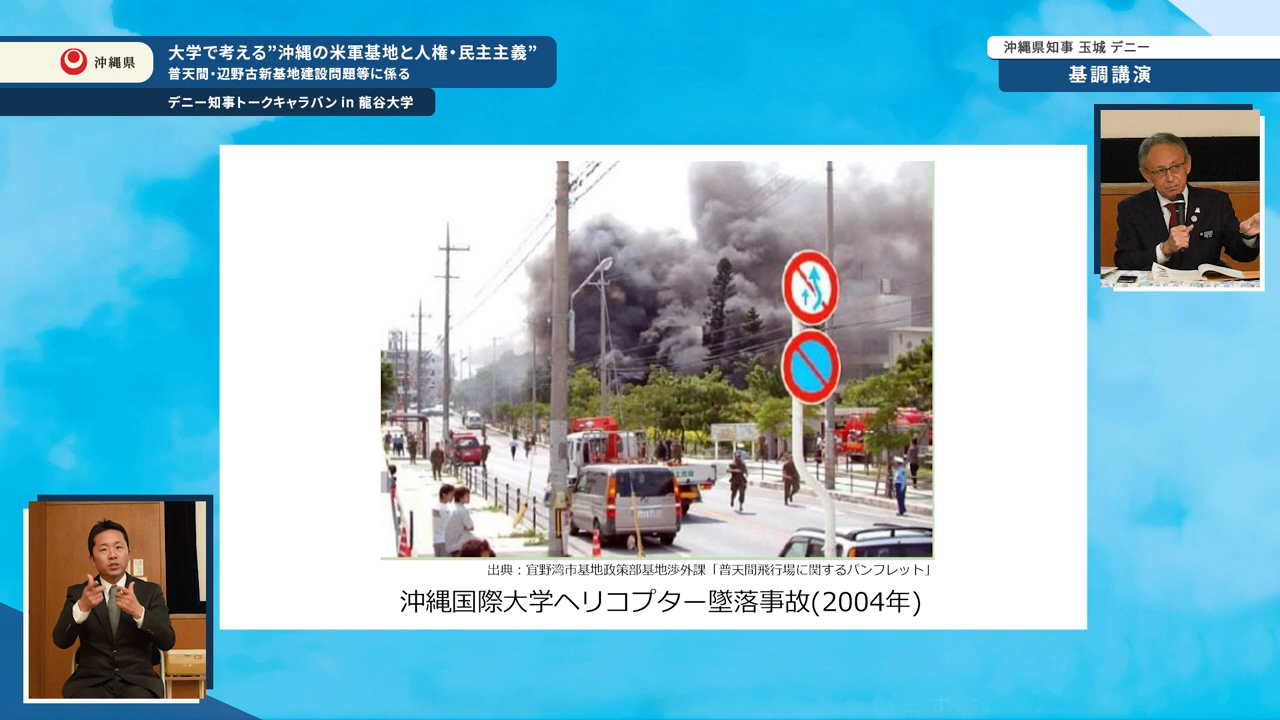 沖縄県
大学で考える”沖縄の米軍基地と人権・民主主義”
普天間・辺野古新基地建設問題等に係る
デニー知事トークキャラバン in 龍谷大学
沖縄県知事 玉城 デニー
基調講演
出典：宜野湾市基地政策部基地渉外課「普天間飛行場に関するパンフレット」
沖縄国際大学ヘリコプター墜落事故(2004年)